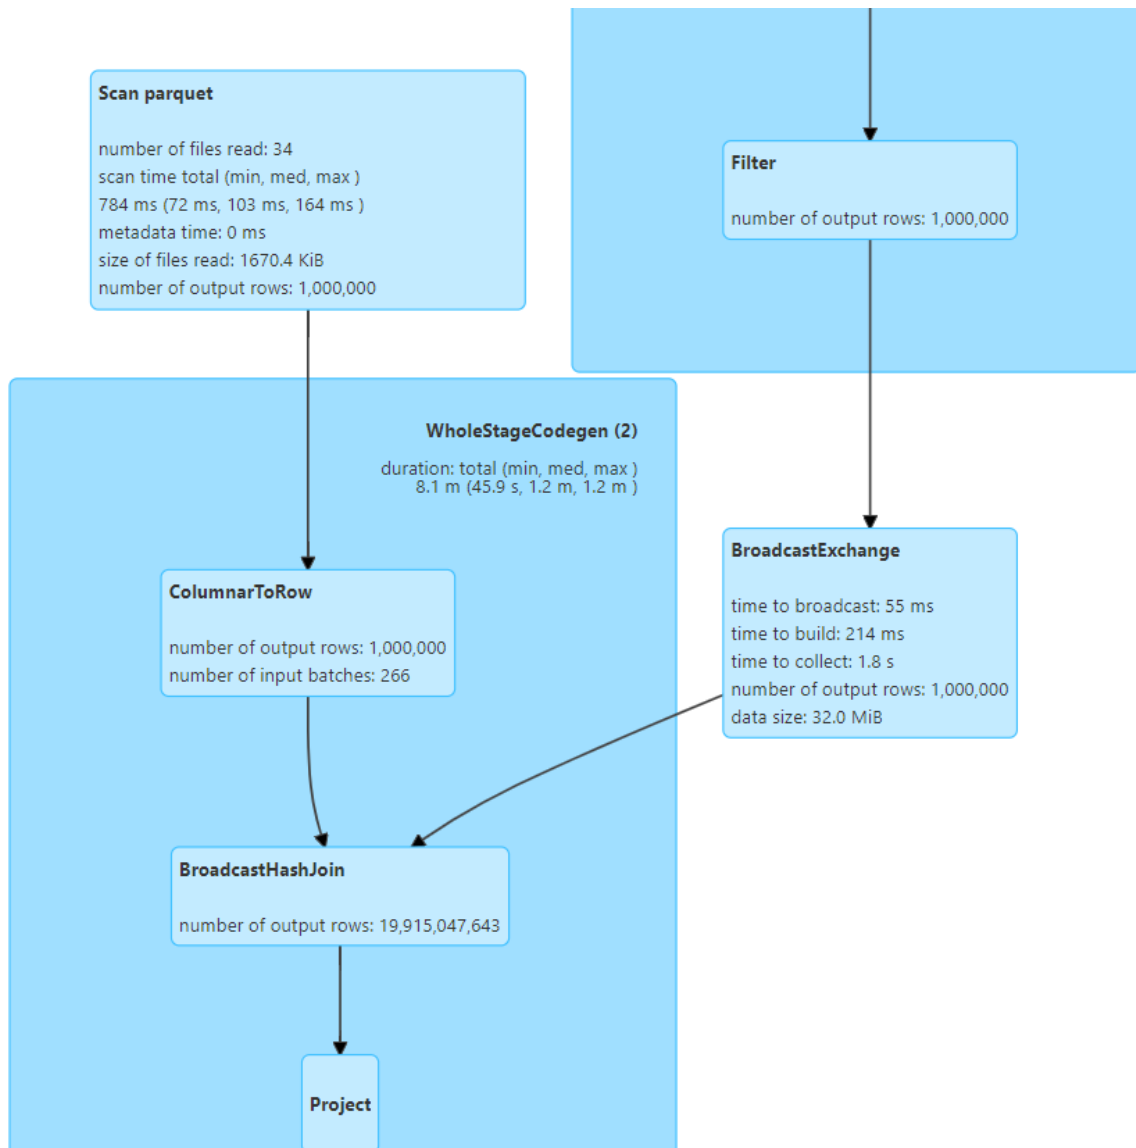 Scan parquet
number of files read: 34
scan time total (min, med, max )
784 ms (72 ms, 103 ms, 164 ms )
metadata time: 0 ms
size of files read: 1670.4 KiB
number of output rows: 1,000,000
Filter
number of output rows: 1,000,000
WholeStageCodegen (2)
duration: total (min, med, max )
8.1 m (45.9 s, 1.2 m, 1.2 m )
ColumnarToRow
number of output rows: 1,000,000
number of input batches: 266
BroadcastExchange
time to broadcast: 55 ms
time to build: 214 ms
time to collect: 1.8 s
number of output rows: 1,000,000
data size: 32.0 MiB
BroadcastHashJoin
number of output rows: 19,915,047,643
Project